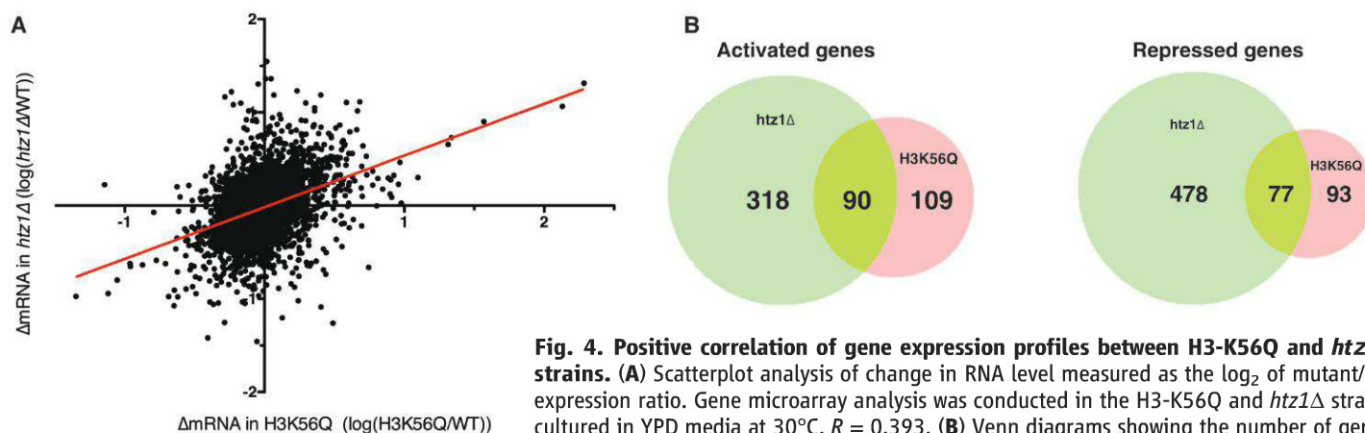 A
2
1
-1
1
2
-1
-2
ΔmRNA in htz1Δ (log(htz1Δ/WT))
ΔmRNA in H3K56Q (log(H3K56Q/WT))
B
Activated genes
htz1Δ
H3K56Q
318
90
109
Repressed genes
htz1Δ
H3K56Q
478
77
93
Fig. 4. Positive correlation of gene expression profiles between H3-K56Q and htz
strains. (A) Scatterplot analysis of change in RNA level measured as the log₂ of mutant/
expression ratio. Gene microarray analysis was conducted in the H3-K56Q and htz1Δ stra
cultured in YPD media at 30°C. R = 0.393. (B) Venn diagrams showing the number of gen